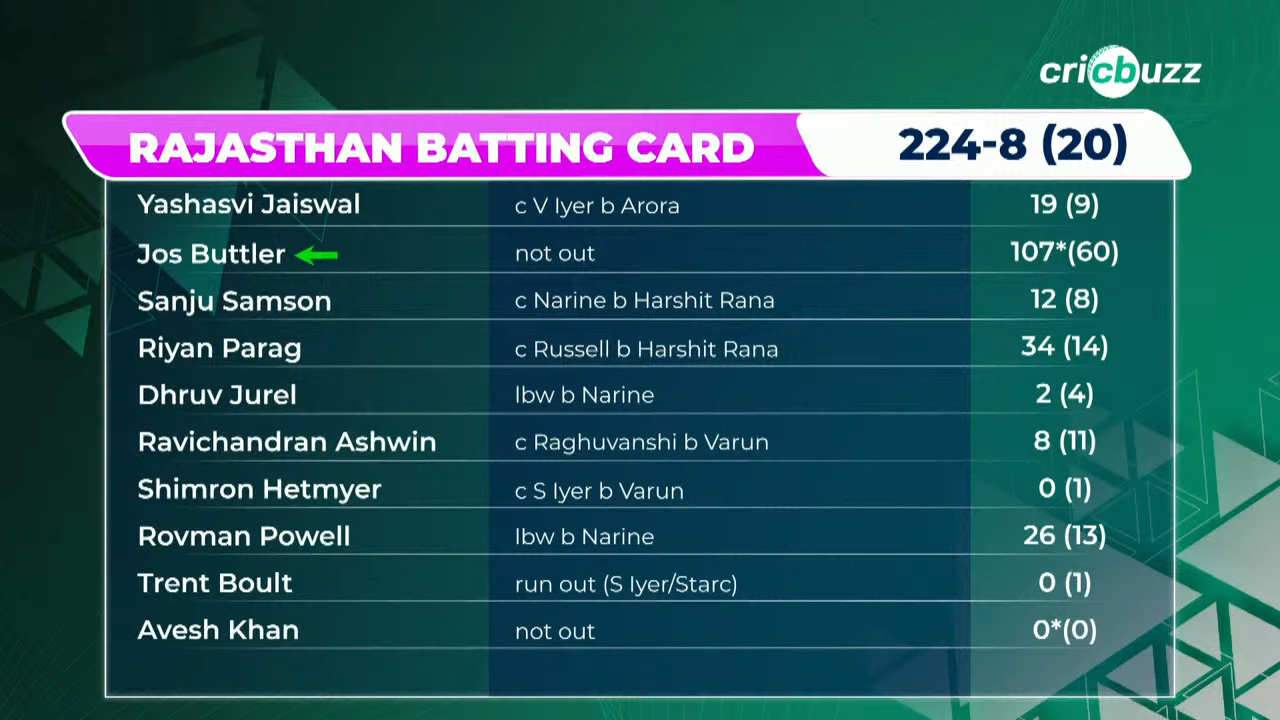 cricbuzz
RAJASTHAN BATTING CARD 224-8 (20)
Yashasvi Jaiswal c V Iyer b Arora 19 (9)
Jos Buttler not out 107*(60)
Sanju Samson c Narine b Harshit Rana 12 (8)
Riyan Parag c Russell b Harshit Rana 34 (14)
Dhruv Jurel lbw b Narine 2 (4)
Ravichandran Ashwin c Raghuvanshi b Varun 8 (11)
Shimron Hetmyer c S Iyer b Varun 0 (1)
Rovman Powell lbw b Narine 26 (13)
Trent Boult run out (S Iyer/Starc) 0 (1)
Avesh Khan not out 0*(0)